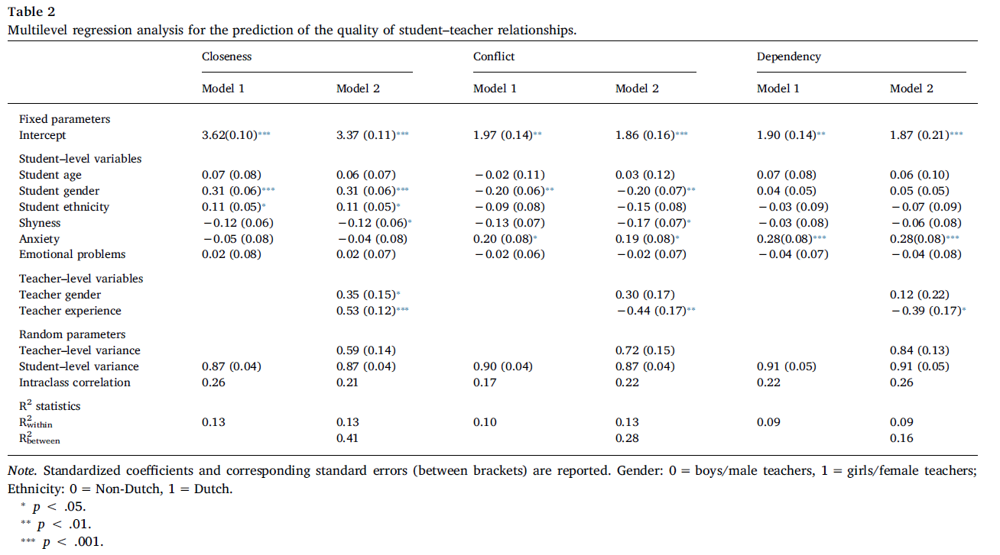 Table 2
Multilevel regression analysis for the prediction of the quality of student–teacher relationships.
Closeness Conflict Dependency
Model 1 Model 2 Model 1 Model 2 Model 1 Model 2
Fixed parameters
Intercept 3.62(0.10)*** 3.37 (0.11)*** 1.97 (0.14)** 1.86 (0.16)*** 1.90 (0.14)** 1.87 (0.21)***
Student–level variables
Student age 0.07 (0.08) 0.06 (0.07) −0.02 (0.11) 0.03 (0.12) 0.07 (0.08) 0.06 (0.10)
Student gender 0.31 (0.06)*** 0.31 (0.06)*** −0.20 (0.06)** −0.20 (0.07)** 0.04 (0.05) 0.05 (0.05)
Student ethnicity 0.11 (0.05)* 0.11 (0.05)* −0.09 (0.08) −0.15 (0.08) −0.03 (0.09) −0.07 (0.09)
Shyness −0.12 (0.06) −0.12 (0.06)* −0.13 (0.07) −0.17 (0.07)* −0.03 (0.08) −0.06 (0.08)
Anxiety −0.05 (0.08) −0.04 (0.08) 0.20 (0.08)* 0.19 (0.08)* 0.28(0.08)*** 0.28(0.08)***
Emotional problems 0.02 (0.08) 0.02 (0.07) −0.02 (0.06) −0.02 (0.07) −0.04 (0.07) −0.04 (0.08)
Teacher–level variables
Teacher gender 0.35 (0.15)* 0.30 (0.17) 0.12 (0.22)
Teacher experience 0.53 (0.12)*** −0.44 (0.17)** −0.39 (0.17)*
Random parameters
Teacher–level variance 0.59 (0.14) 0.72 (0.15) 0.84 (0.13)
Student–level variance 0.87 (0.04) 0.87 (0.04) 0.90 (0.04) 0.87 (0.04) 0.91 (0.05) 0.91 (0.05)
Intraclass correlation 0.26 0.21 0.17 0.22 0.22 0.26
R² statistics
R²within 0.13 0.13 0.10 0.13 0.09 0.09
R²between 0.41 0.28 0.16
Note. Standardized coefficients and corresponding standard errors (between brackets) are reported. Gender: 0 = boys/male teachers, 1 = girls/female teachers;
Ethnicity: 0 = Non-Dutch, 1 = Dutch.
* p < .05.
** p < .01.
*** p < .001.